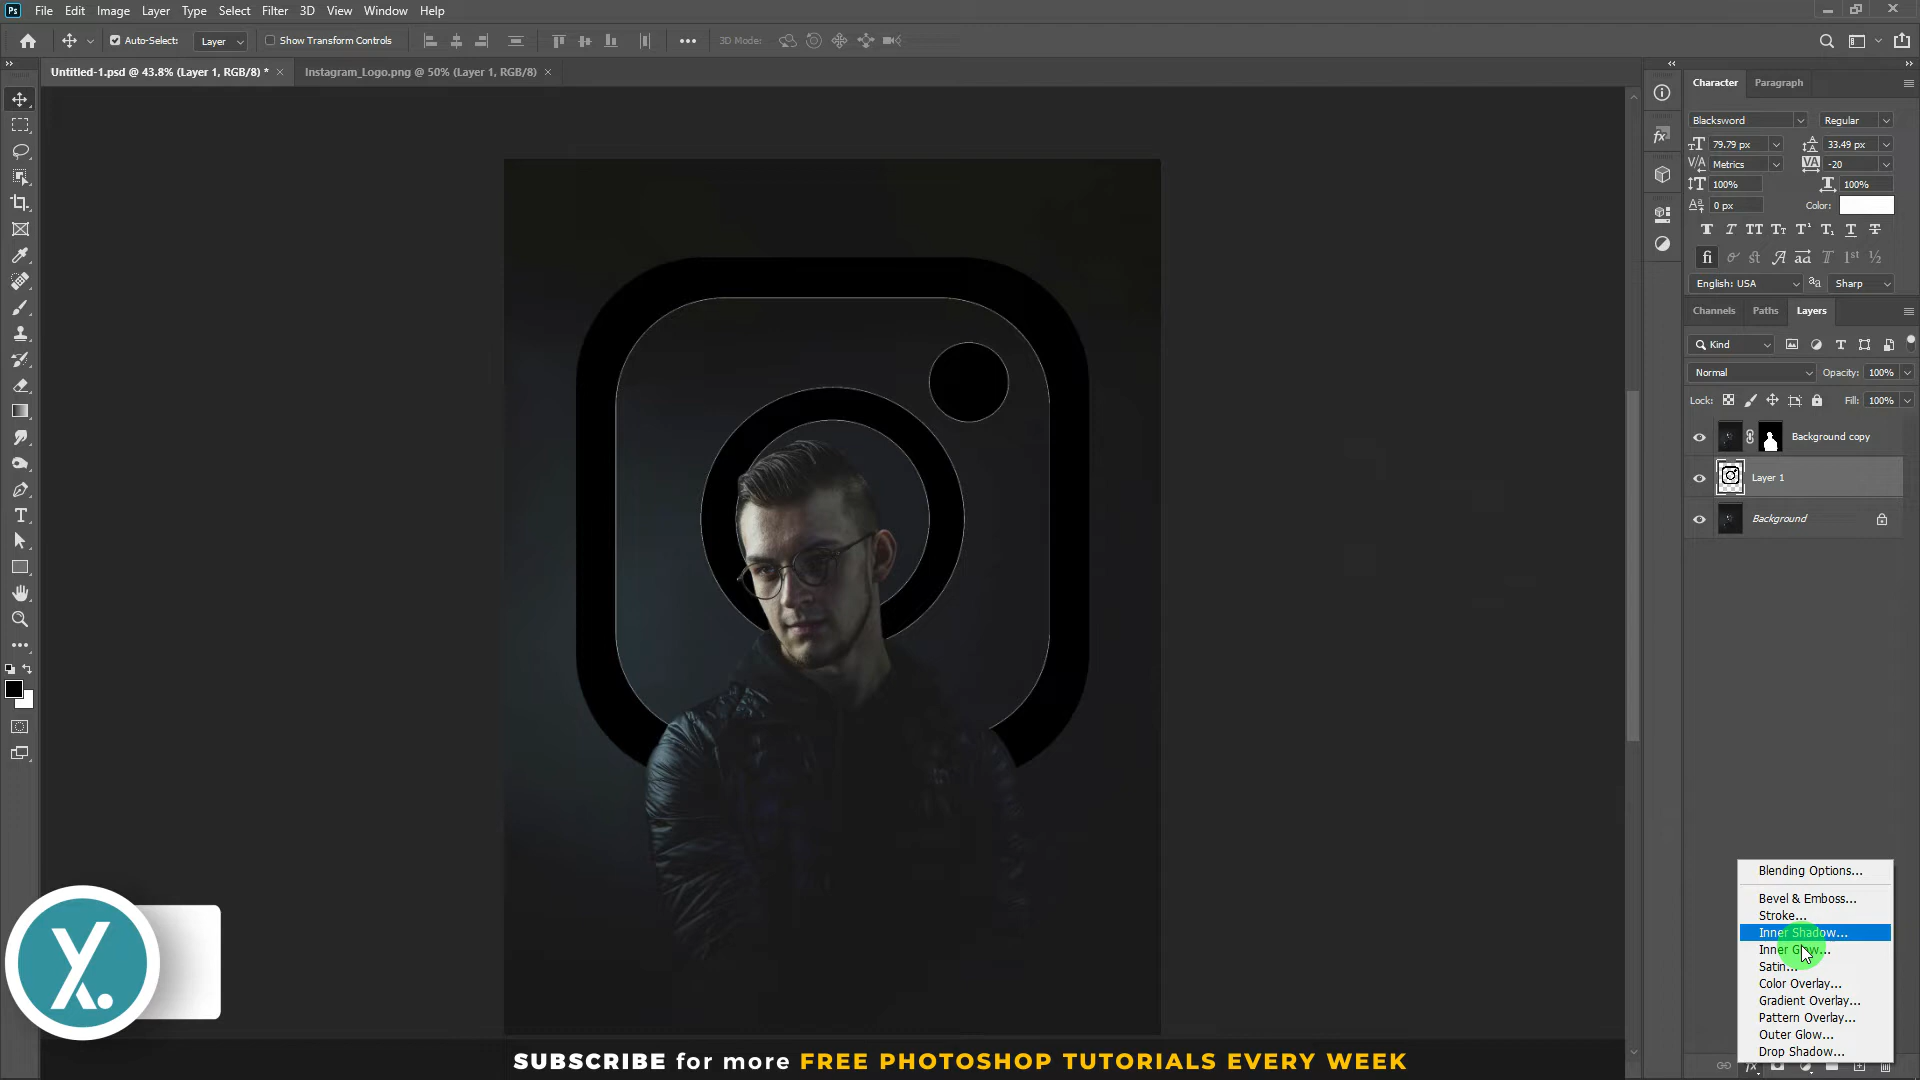 Ps File Edit Image Layer Type Select Filter 3D View Window Help
Auto-Select: Layer Show Transform Controls 3D Mode:
Untitled-1.psd @ 43.8% (Layer 1, RGB/8) * × Instagram_Logo.png @ 50% (Layer 1, RGB/8) ×
Character Paragraph
Blacksword Regular
79.79 px 33.49 px
Metrics -20
100% 100%
0 px Color:
English: USA Sharp
Channels Paths Layers
Kind
Normal Opacity: 100%
Lock: Fill: 100%
Background copy
Layer 1
Background
Blending Options...
Bevel & Emboss...
Stroke...
Inner Shadow...
Inner Glow...
Satin...
Color Overlay...
Gradient Overlay...
Pattern Overlay...
Outer Glow...
Drop Shadow...
SUBSCRIBE for more FREE PHOTOSHOP TUTORIALS EVERY WEEK